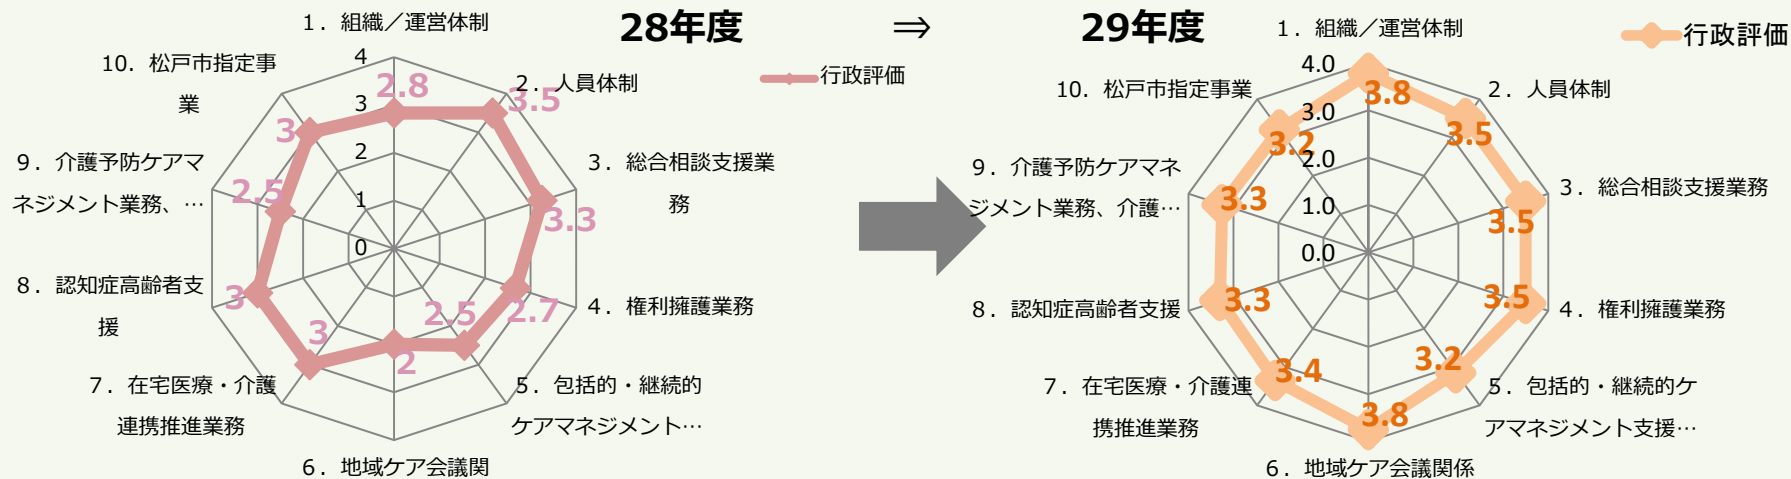 28年度 ⇒ 29年度
1．組織／運営体制
行政評価
2．人員体制
3．総合相談支援業
務
4．権利擁護業務
5．包括的・継続的
ケアマネジメント…
6．地域ケア会議関
7．在宅医療・介護
連携推進業務
8．認知症高齢者支
援
9．介護予防ケアマ
ネジメント業務、…
10．松戸市指定事
業
4
3
2
1
0
2.8
3.5
3.3
2.7
2.5
2
3
3
2.5
3
1．組織／運営体制
行政評価
2．人員体制
3．総合相談支援業務
4．権利擁護業務
5．包括的・継続的ケ
アマネジメント支援…
6．地域ケア会議関係
7．在宅医療・介護連
携推進業務
8．認知症高齢者支援
9．介護予防ケアマネ
ジメント業務、介護…
10．松戸市指定事業
4.0
3.0
2.0
1.0
0.0
3.8
3.5
3.5
3.5
3.2
3.8
3.4
3.3
3.3
3.2